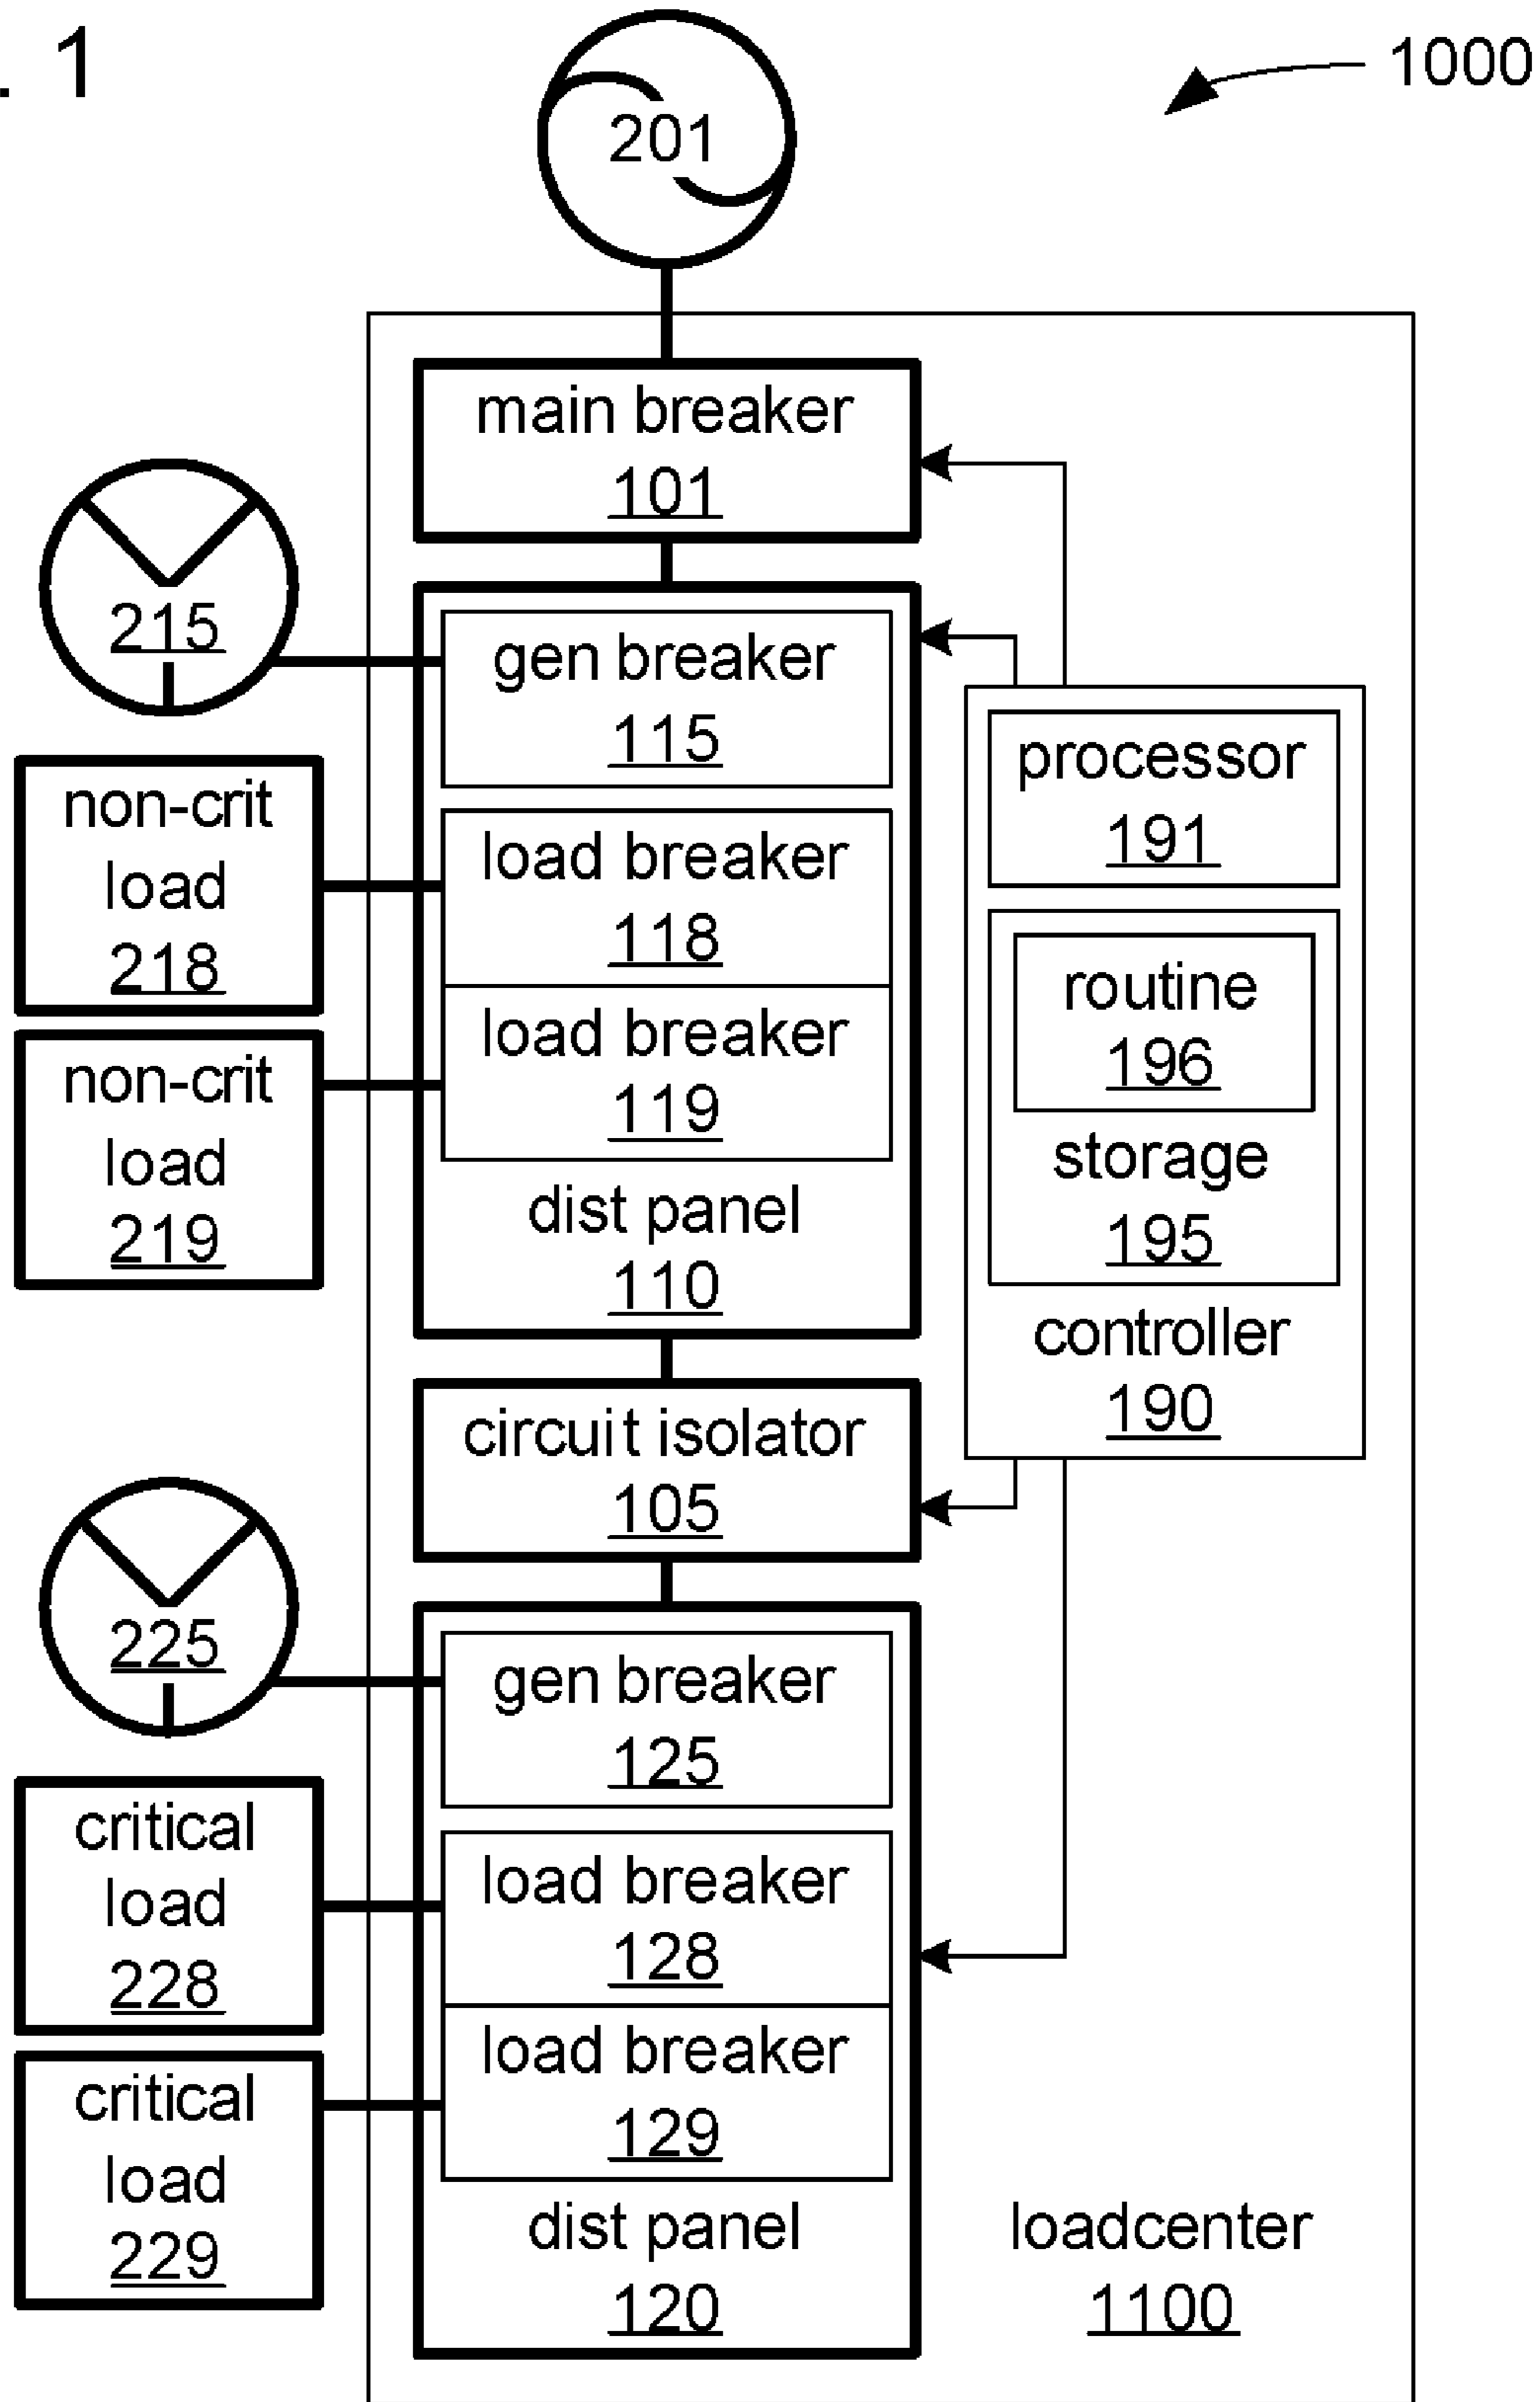 . 1
1000
201
main breaker
101
215
gen breaker
115
non-crit
load
218
load breaker
118
non-crit
load
219
load breaker
119
dist panel
110
processor
191
routine
196
storage
195
controller
190
circuit isolator
105
225
gen breaker
125
critical
load
228
load breaker
128
critical
load
229
load breaker
129
dist panel
120
loadcenter
1100